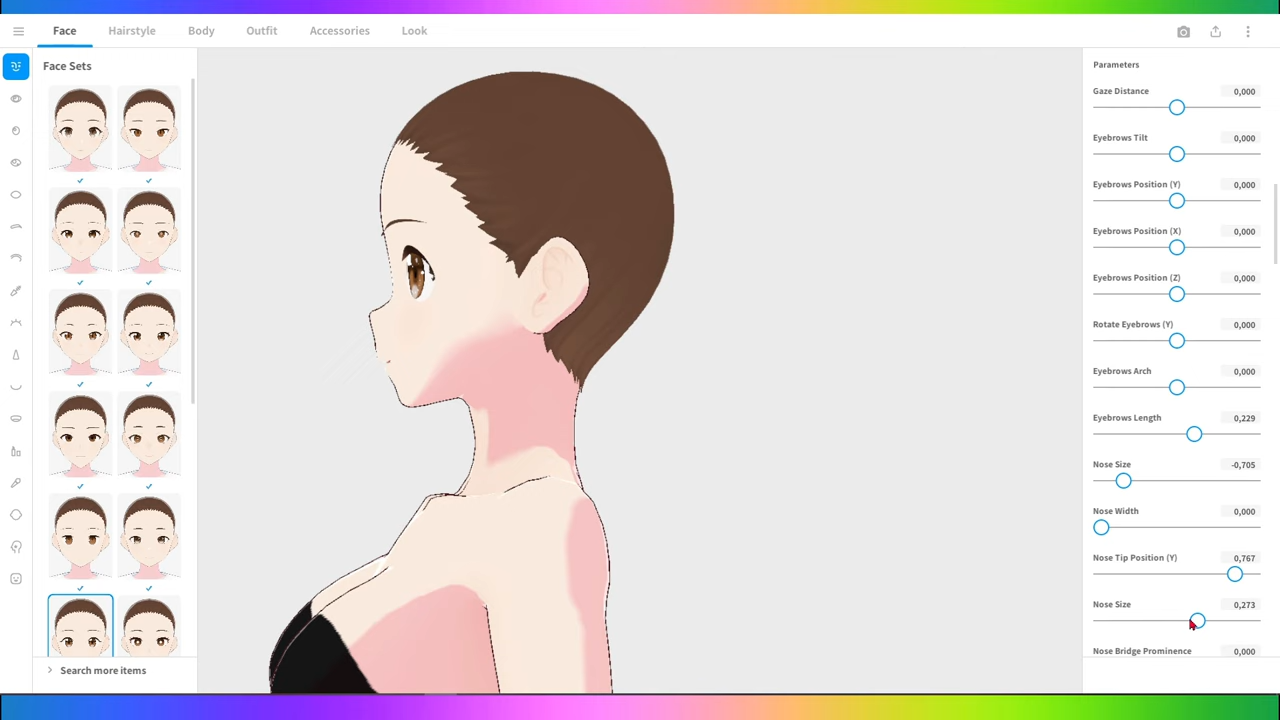 Face Hairstyle Body Outfit Accessories Look
Face Sets
Search more items
Parameters
Gaze Distance 0,000
Eyebrows Tilt 0,000
Eyebrows Position (Y) 0,000
Eyebrows Position (X) 0,000
Eyebrows Position (Z) 0,000
Rotate Eyebrows (Y) 0,000
Eyebrows Arch 0,000
Eyebrows Length 0,229
Nose Size -0,705
Nose Width 0,000
Nose Tip Position (Y) 0,767
Nose Size 0,273
Nose Bridge Prominence 0,000